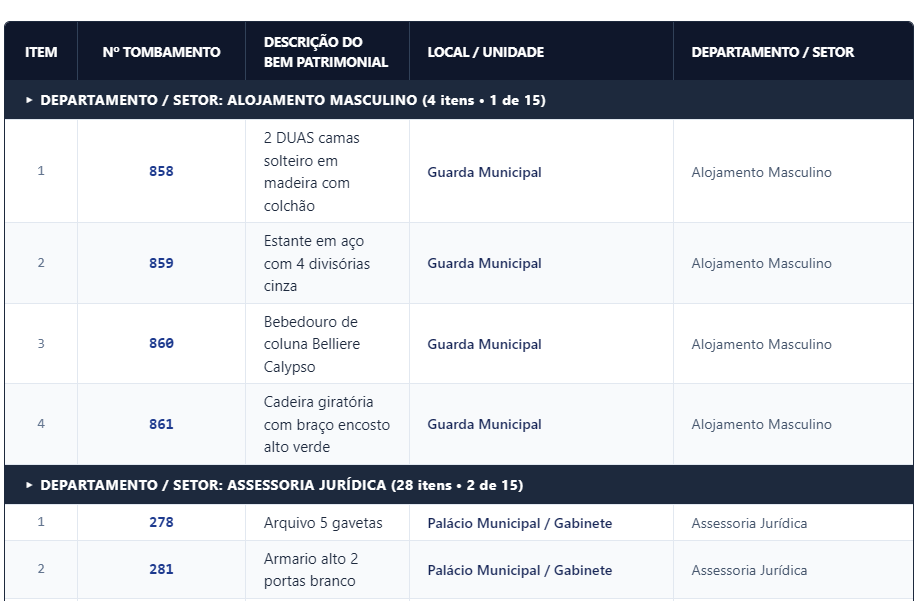 ITEM Nº TOMBAMENTO DESCRIÇÃO DO BEM PATRIMONIAL LOCAL / UNIDADE DEPARTAMENTO / SETOR
▸ DEPARTAMENTO / SETOR: ALOJAMENTO MASCULINO (4 itens • 1 de 15)
1 858 2 DUAS camas solteiro em madeira com colchão Guarda Municipal Alojamento Masculino
2 859 Estante em aço com 4 divisórias cinza Guarda Municipal Alojamento Masculino
3 860 Bebedouro de coluna Belliere Calypso Guarda Municipal Alojamento Masculino
4 861 Cadeira giratória com braço encosto alto verde Guarda Municipal Alojamento Masculino
▸ DEPARTAMENTO / SETOR: ASSESSORIA JURÍDICA (28 itens • 2 de 15)
1 278 Arquivo 5 gavetas Palácio Municipal / Gabinete Assessoria Jurídica
2 281 Armario alto 2 portas branco Palácio Municipal / Gabinete Assessoria Jurídica